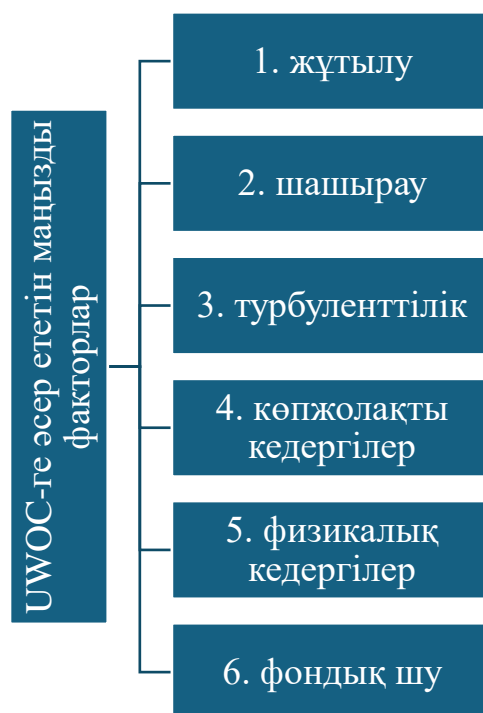 UWOC-ге әсер ететін маңызды
факторлар
1. жұтылу
2. шашырау
3. турбуленттілік
4. көпжолақты
кедергілер
5. физикалық
кедергілер
6. фондық шу